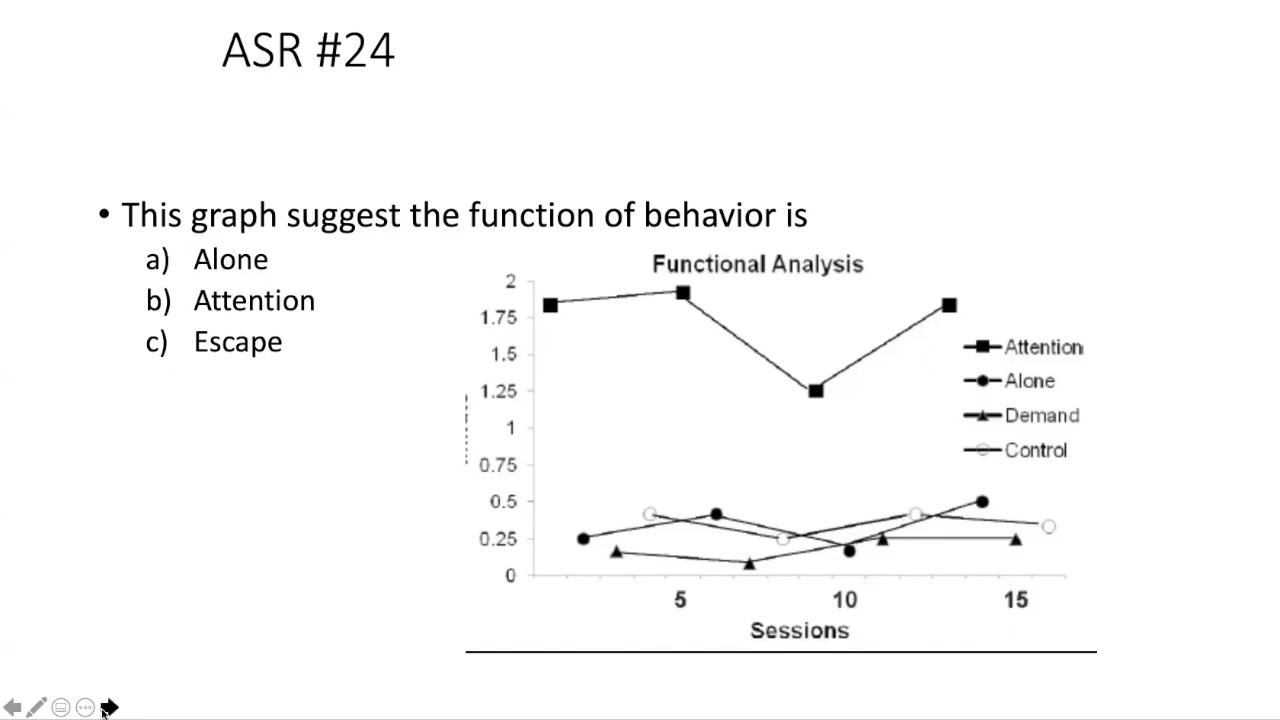 ASR #24
• This graph suggest the function of behavior is
a) Alone
b) Attention
c) Escape
Functional Analysis
2
1.75
1.5
1.25
1
0.75
0.5
0.25
0
Attention
Alone
Demand
Control
5 10 15
Sessions